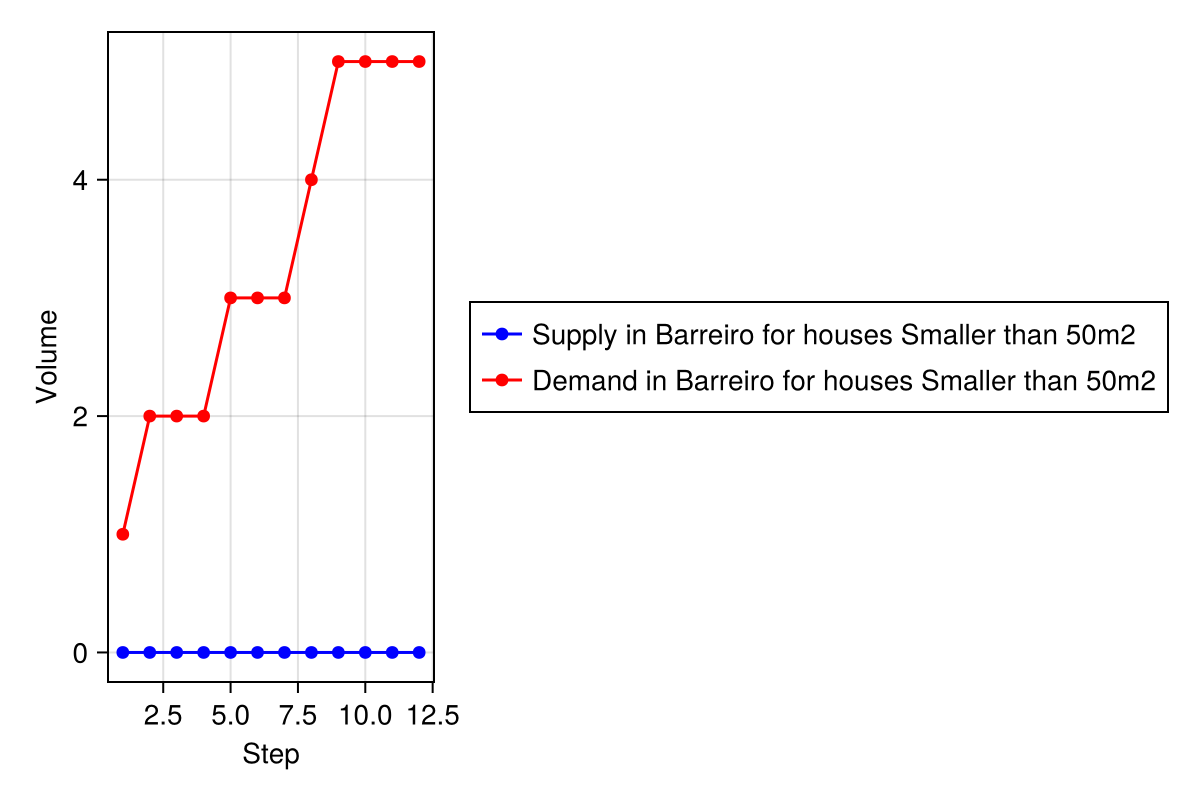 Volume
4
2
0
2.5 5.0 7.5 10.0 12.5
Step
Supply in Barreiro for houses Smaller than 50m2
Demand in Barreiro for houses Smaller than 50m2